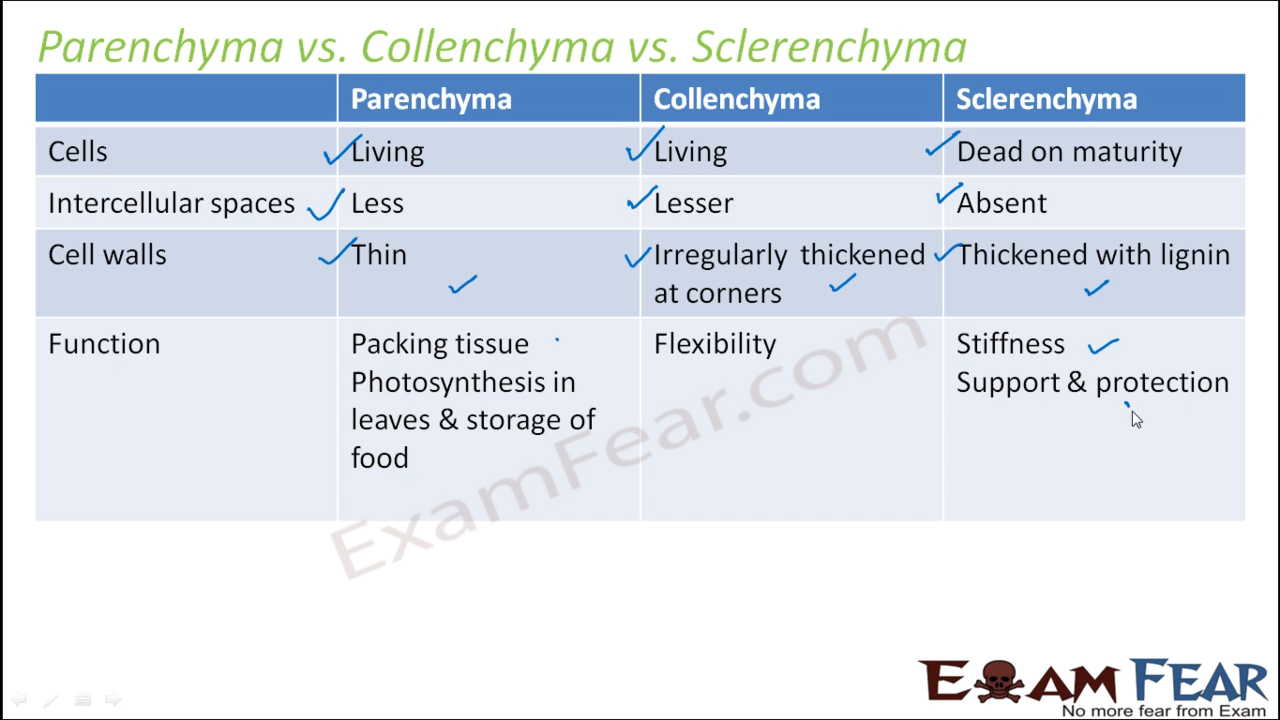 Parenchyma vs. Collenchyma vs. Sclerenchyma
Parenchyma Collenchyma Sclerenchyma
Cells Living Living Dead on maturity
Intercellular spaces Less Lesser Absent
Cell walls Thin Irregularly thickened Thickened with lignin
at corners
Function Packing tissue Flexibility Stiffness
Photosynthesis in Support & protection
leaves & storage of
food
ExamFear.com
EXAM FEAR
No more fear from Exam